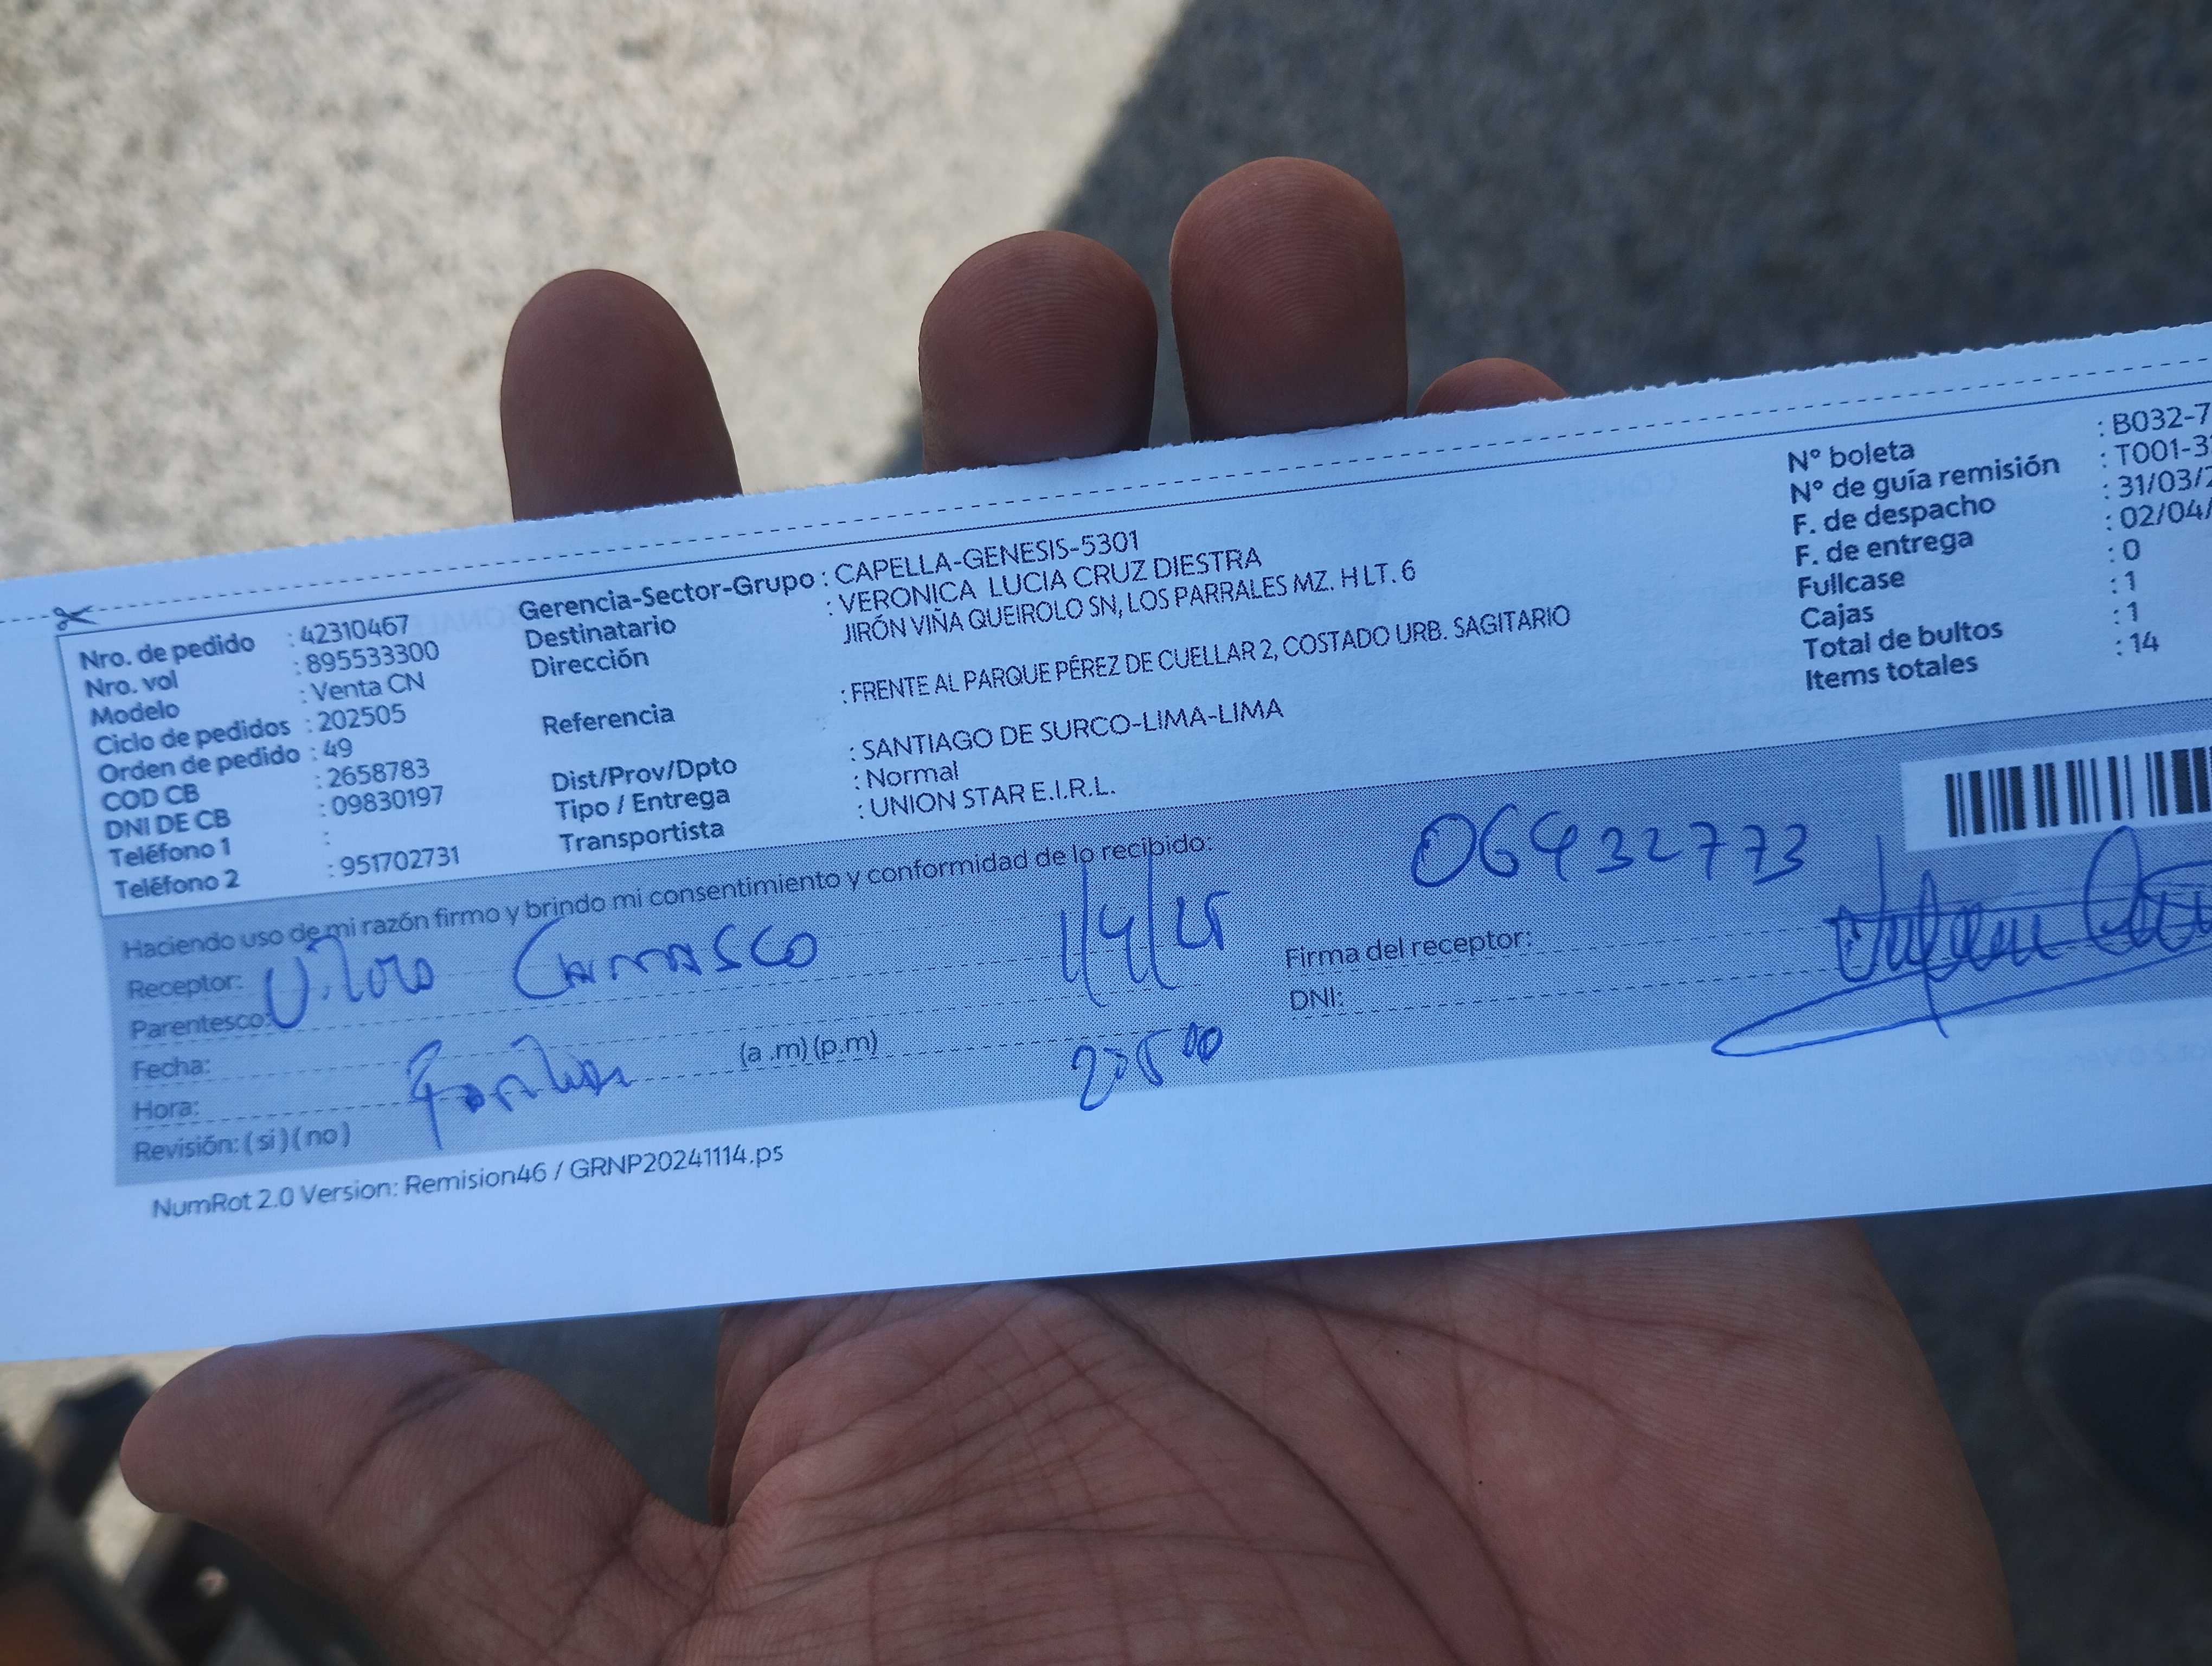 Nro. de pedido : 42310467
Nro. vol : 895533300
Modelo : Venta CN
Ciclo de pedidos : 202505
Orden de pedido : 49
COD CB : 2658783
DNI DE CB : 09830197
Teléfono 1 :
Teléfono 2 : 951702731
Gerencia-Sector-Grupo : CAPELLA-GENESIS-5301
Destinatario : VERONICA LUCIA CRUZ DIESTRA
Dirección JIRÓN VIÑA QUEIROLO SN, LOS PARRALES MZ. H LT. 6
Referencia : FRENTE AL PARQUE PÉREZ DE CUELLAR 2, COSTADO URB. SAGITARIO
Dist/Prov/Dpto : SANTIAGO DE SURCO-LIMA-LIMA
Tipo / Entrega : Normal
Transportista : UNION STAR E.I.R.L.
N° boleta : B032-7
N° de guía remisión : T001-3
F. de despacho : 31/03/2
F. de entrega : 02/04/
Fullcase : 0
Cajas : 1
Total de bultos : 1
Items totales : 14
Haciendo uso de mi razón firmo y brindo mi consentimiento y conformidad de lo recibido:
Receptor:
Parentesco:
Fecha:
Hora: (a .m) (p.m)
Revisión: ( si ) ( no )
1/4/25
06432773
Firma del receptor:
DNI:
NumRot 2.0 Version: Remision46 / GRNP20241114.ps